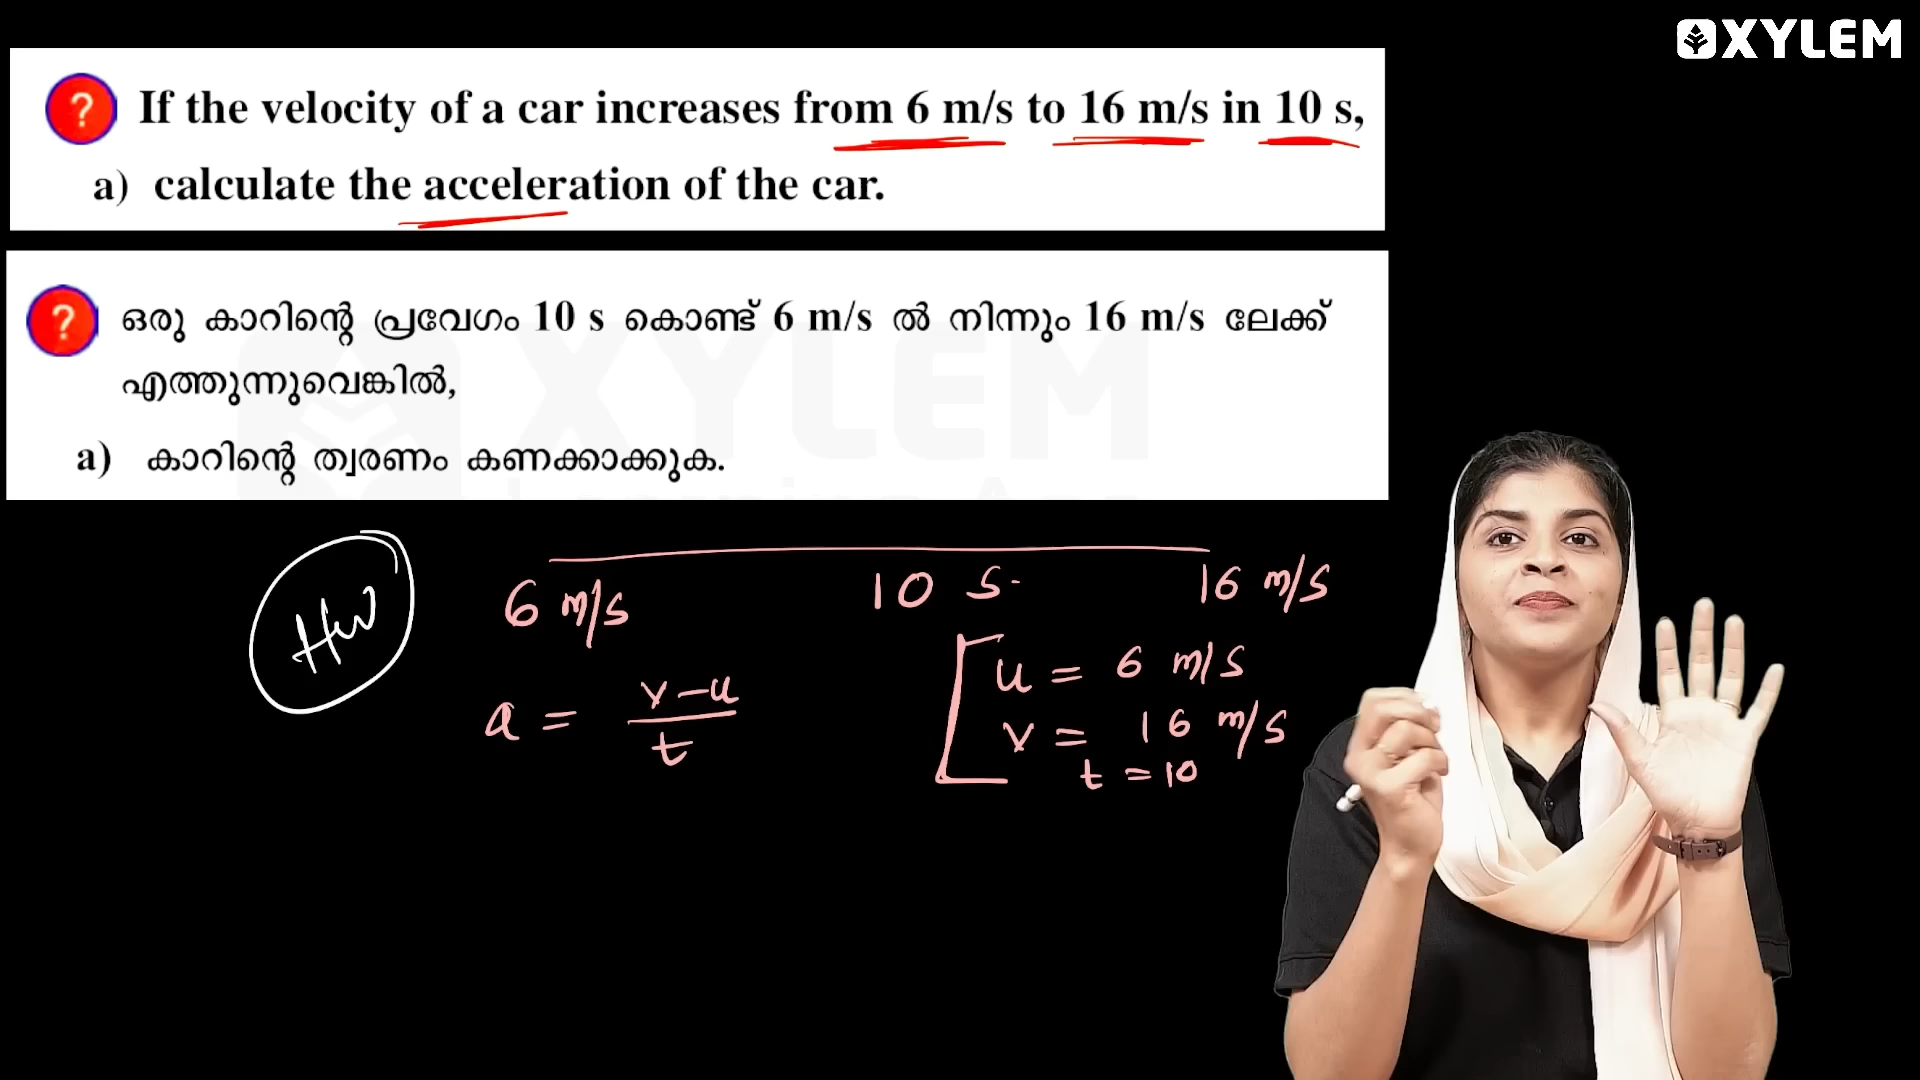 XYLEM
? If the velocity of a car increases from 6 m/s to 16 m/s in 10 s,
a) calculate the acceleration of the car.
? ഒരു കാറിന്റെ പ്രവേഗം 10 s കൊണ്ട് 6 m/s ൽ നിന്നും 16 m/s ലേക്ക്
എത്തുന്നുവെങ്കിൽ,
a) കാറിന്റെ ത്വരണം കണക്കാക്കുക.
XYLEM
HW
6 m/s 10 s 16 m/s
a = v-u/t
u = 6 m/s
v = 16 m/s
t = 10